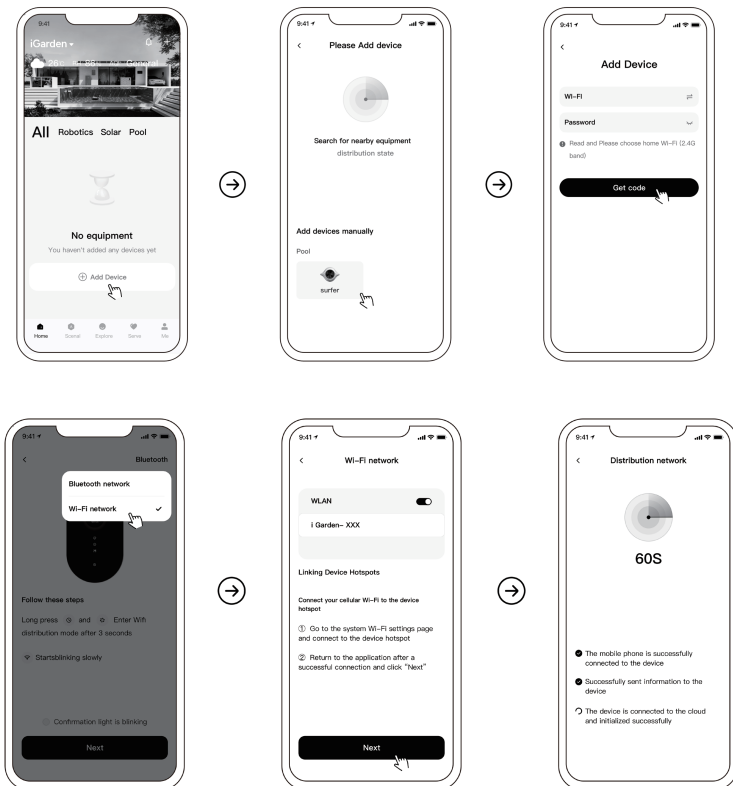 9:41
iGarden
26
All Robotics Solar Pool
No equipment
You haven't added any devices yet
Add Device
Home Scene Explore Serve Me
9:41
Please Add device
Search for nearby equipment
distribution state
Add devices manually
Pool
surfer
9:41
Add Device
Wi-Fi
Password
Read and Please choose home Wi-Fi (2.4G
band)
Get code
9:41
Bluetooth
Bluetooth network
Wi-Fi network
Follow these steps
Long press and Enter Wifi
distribution mode after 3 seconds
Startsblinking slowly
Confirmation light is blinking
Next
9:41
Wi-Fi network
WLAN
i Garden- XXX
Linking Device Hotspots
Connect your cellular Wi-Fi to the device
hotspot
① Go to the system Wi-Fi settings page
and connect to the device hotspot
② Return to the application after a
successful connection and click "Next"
Next
9:41
Distribution network
60S
The mobile phone is successfully
connected to the device
Successfully sent information to the
device
The device is connected to the cloud
and initialized successfully